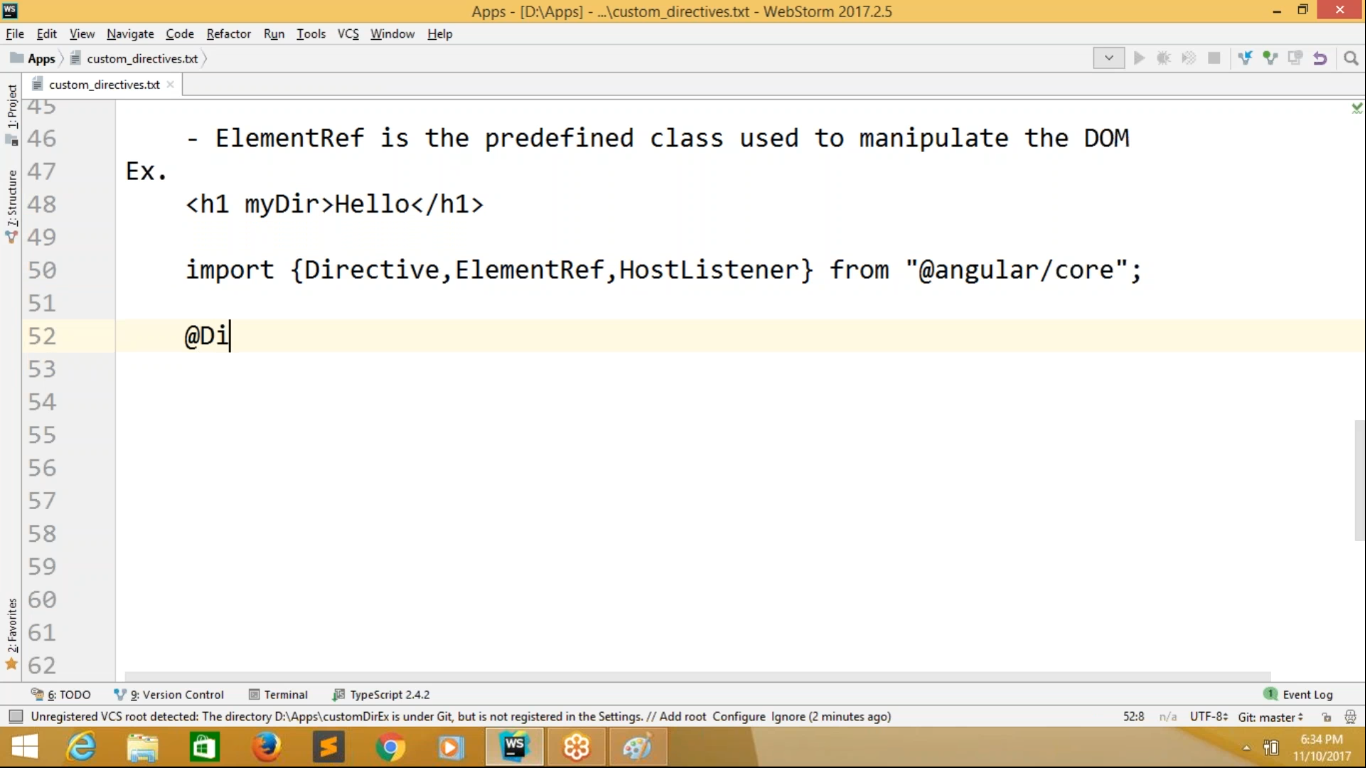 Apps - [D:\Apps] - ...\custom_directives.txt - WebStorm 2017.2.5
File Edit View Navigate Code Refactor Run Tools VCS Window Help
Apps custom_directives.txt
custom_directives.txt
1: Project
7: Structure
2: Favorites
45
46 - ElementRef is the predefined class used to manipulate the DOM
47 Ex.
48 <h1 myDir>Hello</h1>
49
50 import {Directive,ElementRef,HostListener} from "@angular/core";
51
52 @Di
53
54
55
56
57
58
59
60
61
62
6: TODO 9: Version Control Terminal TypeScript 2.4.2 1 Event Log
Unregistered VCS root detected: The directory D:\Apps\customDirEx is under Git, but is not registered in the Settings. // Add root Configure Ignore (2 minutes ago) 52:8 n/a UTF-8 Git: master
WS
6:34 PM
11/10/2017